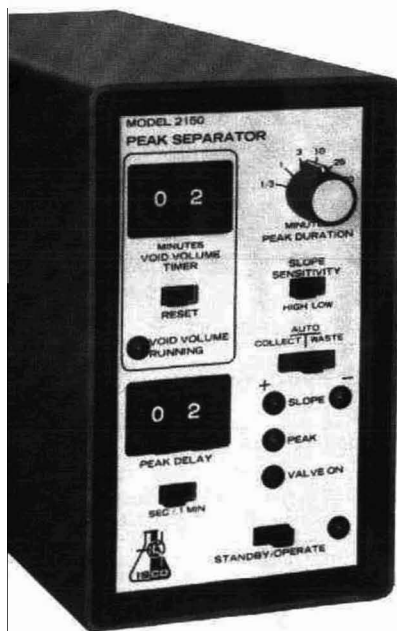 MODEL 2150
PEAK SEPARATOR
0 2
MINUTES
VOID VOLUME
TIMER
RESET
VOID VOLUME
RUNNING
0 2
PEAK DELAY
SEC/.1 MIN
ISCO
1/3 1 3 10 25
MINUTES
PEAK DURATION
SLOPE
SENSITIVITY
HIGH LOW
AUTO
COLLECT WASTE
+ SLOPE -
PEAK
VALVE ON
STANDBY/OPERATE